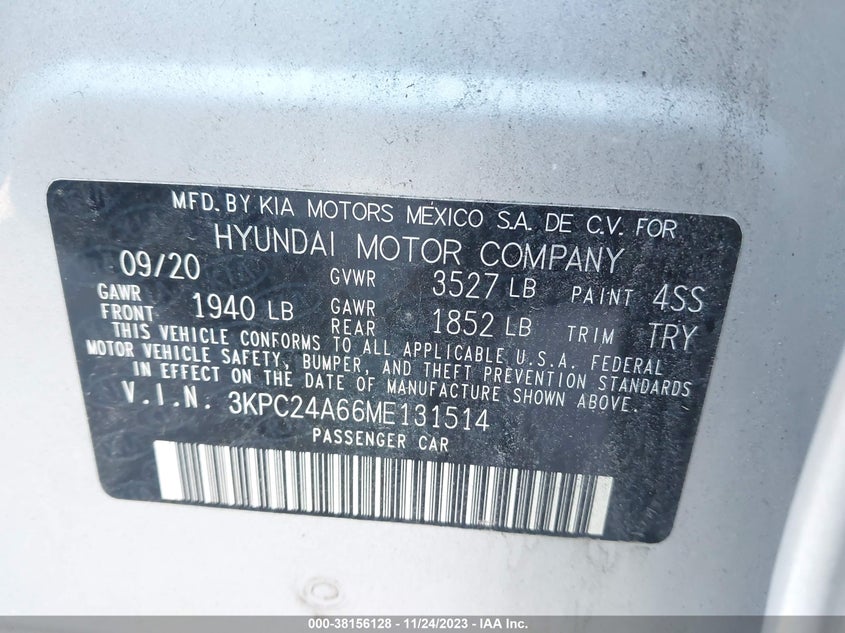 MFD. BY KIA MOTORS MEXICO S.A. DE C.V. FOR
HYUNDAI MOTOR COMPANY
09/20 GVWR 3527 LB PAINT 4SS
GAWR FRONT 1940 LB GAWR REAR 1852 LB TRIM TRY
THIS VEHICLE CONFORMS TO ALL APPLICABLE U.S.A. FEDERAL
MOTOR VEHICLE SAFETY, BUMPER, AND THEFT PREVENTION STANDARDS
IN EFFECT ON THE DATE OF MANUFACTURE SHOWN ABOVE.
V.I.N. 3KPC24A66ME131514
PASSENGER CAR
000-38156128 - 11/24/2023 - IAAI.com